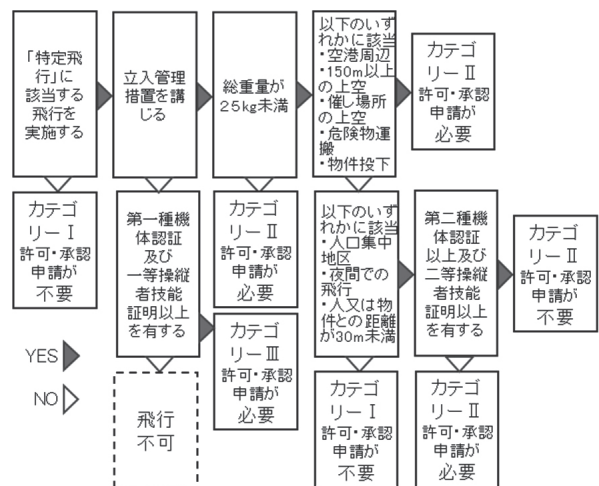 「特定飛
行」に
該当する
飛行を
実施する
立入管理
措置を講
じる
総重量が
25kg未満
以下のいず
れかに該当
・空港周辺
・150m以上
の上空
・催し場所
の上空
・危険物運
搬
・物件投下
カテゴ
リーⅡ
許可・承認
申請が
必要
カテゴ
リーⅠ
許可・承認
申請が
不要
第一種機
体認証
及び
一等操縦
者技能
証明以上
を有する
カテゴ
リーⅡ
許可・承認
申請が
必要
以下のいず
れかに該当
・人口集中
地区
・夜間での
飛行
・人又は物
件との距離
が30m未満
第二種機
体認証
以上及び
二等操縦
者技能
証明以上
を有する
カテゴ
リーⅡ
許可・承認
申請が
不要
カテゴ
リーⅢ
許可・承認
申請が
必要
YES
NO
飛行
不可
カテゴ
リーⅠ
許可・承認
申請が
不要
カテゴ
リーⅡ
許可・承認
申請が
必要